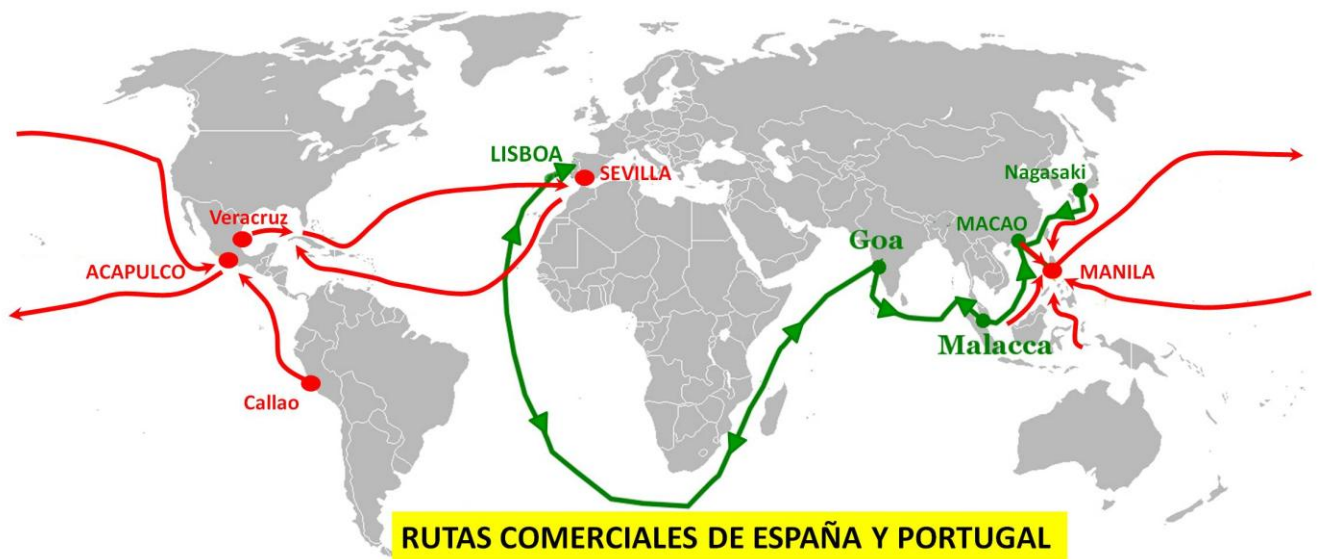 LISBOA
SEVILLA
Nagasaki
Veracruz
MACAO
Goa
ACAPULCO
MANILA
Malacca
Callao
RUTAS COMERCIALES DE ESPAÑA Y PORTUGAL